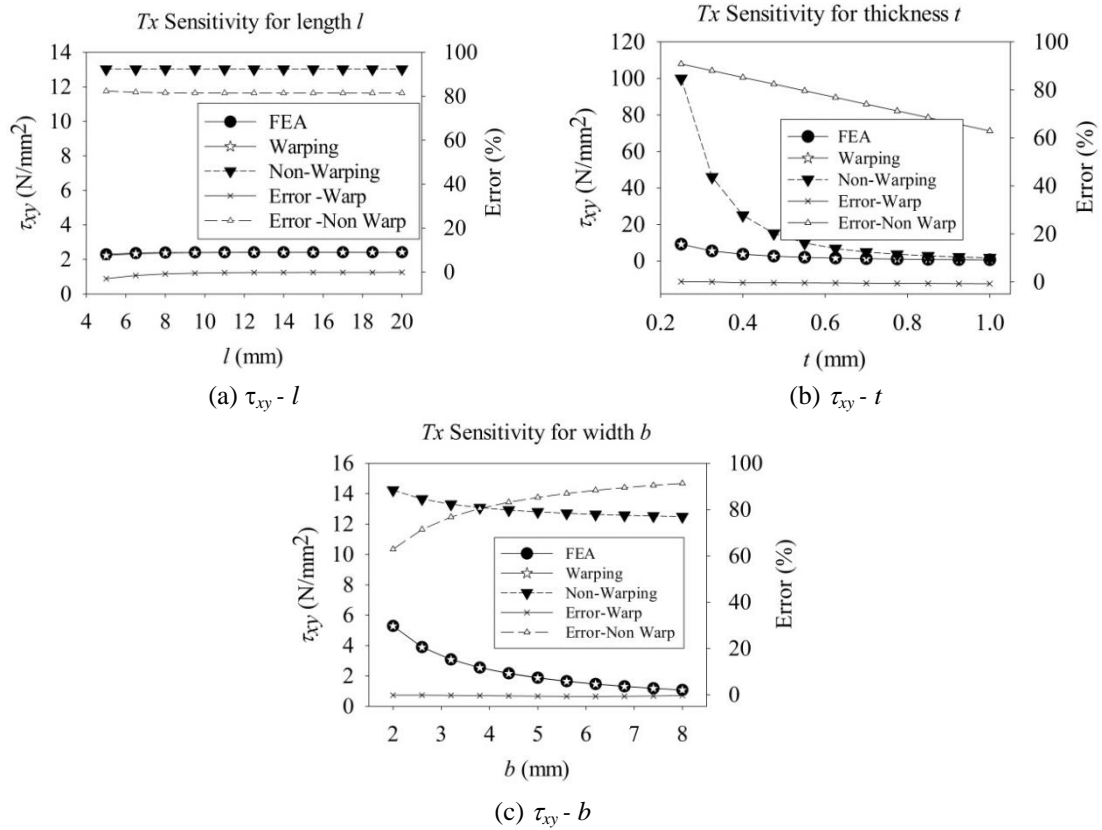 Tx Sensitivity for length l
14
12
10
8
6
4
2
0
τxy (N/mm2)
100
80
60
40
20
0
Error (%)
FEA
Warping
Non-Warping
Error -Warp
Error -Non Warp
4 6 8 10 12 14 16 18 20
l (mm)
(a) τxy - l
Tx Sensitivity for thickness t
120
100
80
60
40
20
0
τxy (N/mm2)
100
80
60
40
20
0
Error (%)
FEA
Warping
Non-Warping
Error-Warp
Error-Non Warp
0.2 0.4 0.6 0.8 1.0
t (mm)
(b) τxy - t
Tx Sensitivity for width b
16
14
12
10
8
6
4
2
0
τxy (N/mm2)
100
80
60
40
20
0
Error (%)
FEA
Warping
Non-Warping
Error-Warp
Error-Non Warp
2 3 4 5 6 7 8
b (mm)
(c) τxy - b